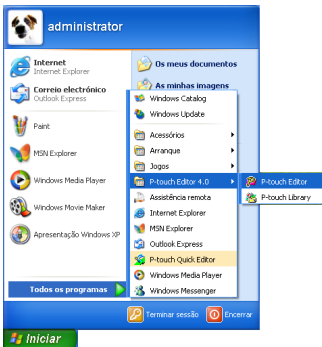 administrator
Internet
Internet Explorer
Correio electrónico
Outlook Express
Paint
MSN Explorer
Windows Media Player
Windows Movie Maker
Apresentação Windows XP
Todos os programas
Os meus documentos
As minhas imagens
Windows Catalog
Windows Update
Acessórios
Arranque
Jogos
P-touch Editor 4.0
Assistência remota
Internet Explorer
MSN Explorer
Outlook Express
P-touch Quick Editor
Windows Media Player
Windows Messenger
P-touch Editor
P-touch Library
Terminar sessão
Encerrar
Iniciar